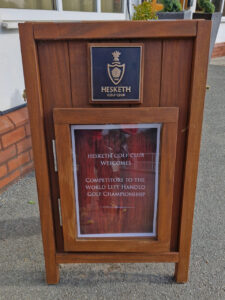 HESKETH
GOLF CLUB
HESKETH GOLF CLUB
WELCOMES
COMPETITORS TO THE
WORLD LEFT HANDED
GOLF CHAMPIONSHIP